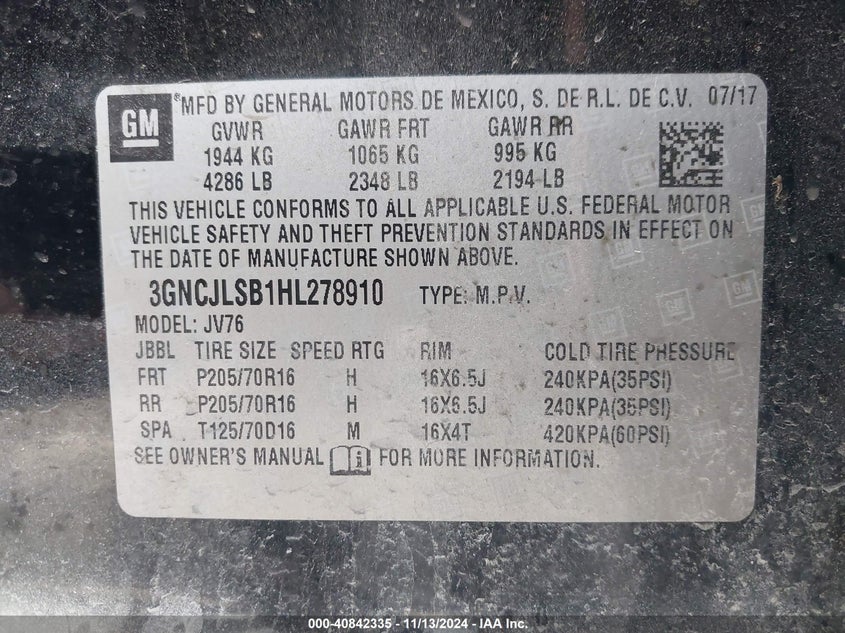 GM ®MFD BY GENERAL MOTORS DE MEXICO, S. DE R.L. DE C.V. 07/17
GVWR GAWR FRT GAWR RR
1944 KG 1065 KG 995 KG
4286 LB 2348 LB 2194 LB
THIS VEHICLE CONFORMS TO ALL APPLICABLE U.S. FEDERAL MOTOR
VEHICLE SAFETY AND THEFT PREVENTION STANDARDS IN EFFECT ON
THE DATE OF MANUFACTURE SHOWN ABOVE.
3GNCJLSB1HL278910 TYPE: M.P.V.
MODEL: JV76
JBBL TIRE SIZE SPEED RTG RIM COLD TIRE PRESSURE
FRT P205/70R16 H 16X6.5J 240KPA(35PSI)
RR P205/70R16 H 16X6.5J 240KPA(35PSI)
SPA T125/70D16 M 16X4T 420KPA(60PSI)
SEE OWNER'S MANUAL FOR MORE INFORMATION.
000-40842335 - 11/13/2024 - IAA Inc.